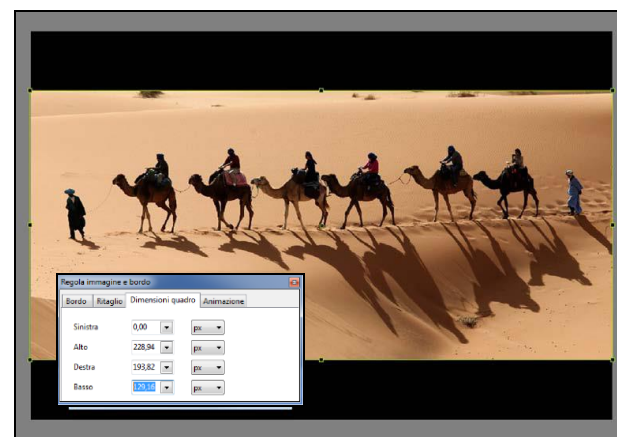 Regola immagine e bordo
Bordo Ritaglio Dimensioni quadro Animazione
Sinistra 0,00 px
Alto 228,94 px
Destra 193,82 px
Basso 129,16 px